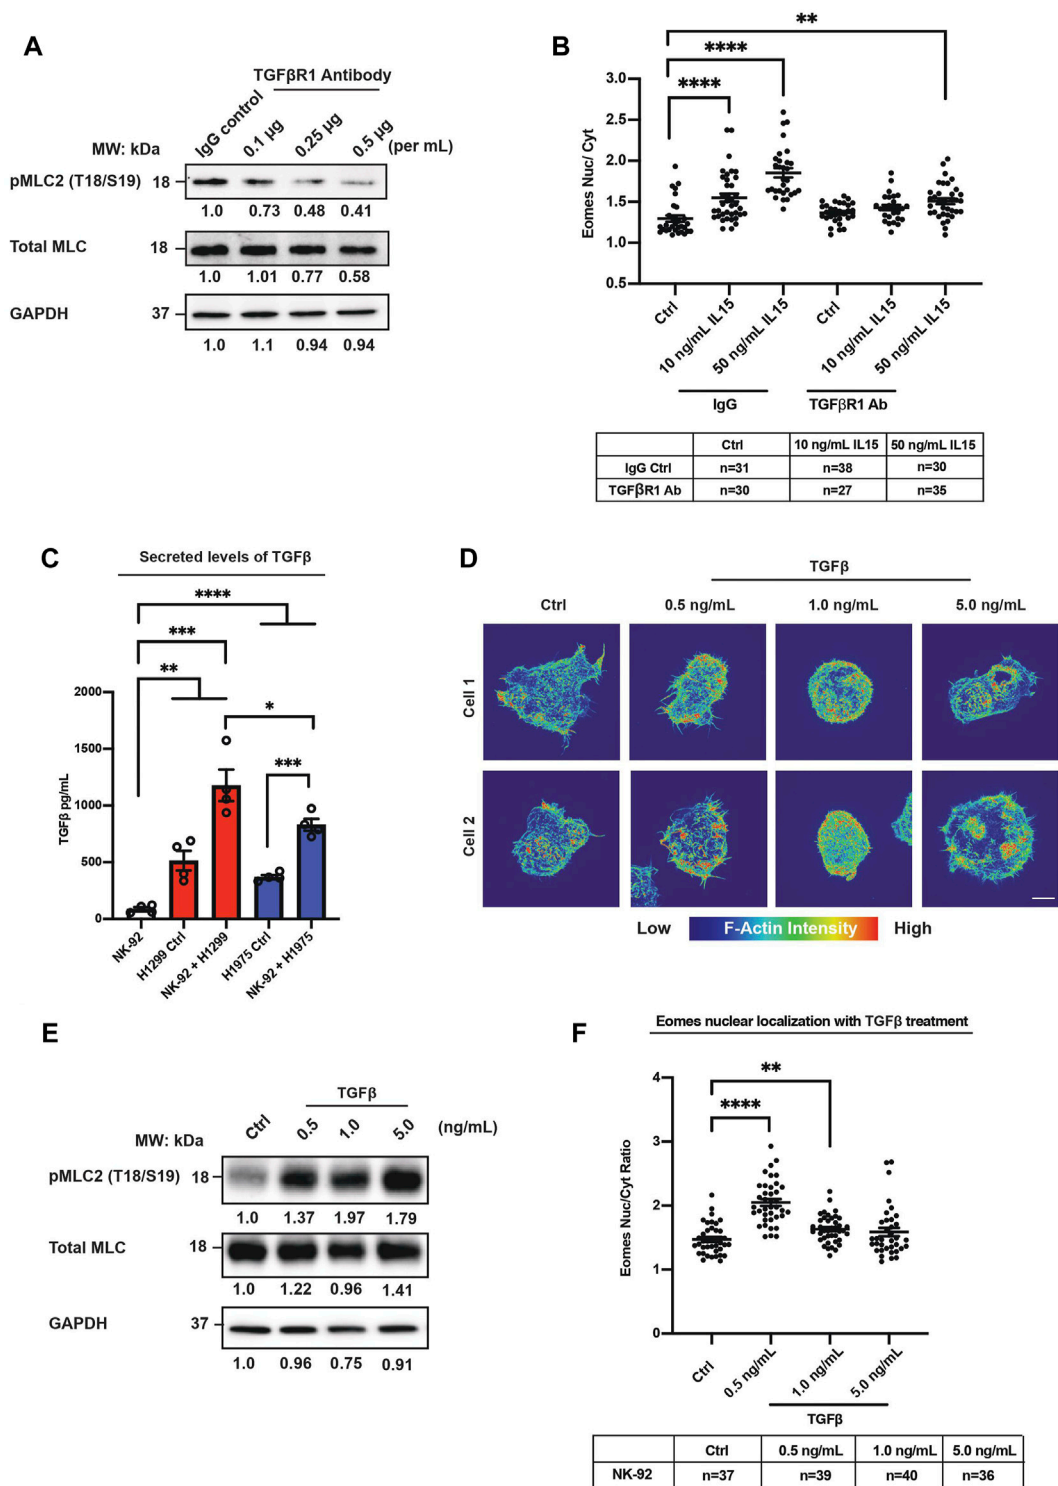 A
TGFβR1 Antibody
IgG control
0.1 µg
0.25 µg
0.5 µg
(per mL)
MW: kDa
pMLC2 (T18/S19)
18
1.0 0.73 0.48 0.41
Total MLC
18
1.0 1.01 0.77 0.58
GAPDH
37
1.0 1.1 0.94 0.94
B
**
****
****
3.0
2.5
2.0
1.5
1.0
0.5
Eomes Nuc/ Cyt
Ctrl
10 ng/mL IL15
50 ng/mL IL15
Ctrl
10 ng/mL IL15
50 ng/mL IL15
IgG
TGFβR1 Ab
Ctrl 10 ng/mL IL15 50 ng/mL IL15
IgG Ctrl n=31 n=38 n=30
TGFβR1 Ab n=30 n=27 n=35
C
Secreted levels of TGFβ
****
***
**
*
***
2000
1500
1000
500
0
TGFβ pg/mL
NK-92
H1299 Ctrl
NK-92 + H1299
H1975 Ctrl
NK-92 + H1975
D
TGFβ
Ctrl 0.5 ng/mL 1.0 ng/mL 5.0 ng/mL
Cell 1
Cell 2
Low F-Actin Intensity High
E
TGFβ
Ctrl 0.5 1.0 5.0 (ng/mL)
MW: kDa
pMLC2 (T18/S19)
18
1.0 1.37 1.97 1.79
Total MLC
18
1.0 1.22 0.96 1.41
GAPDH
37
1.0 0.96 0.75 0.91
F
Eomes nuclear localization with TGFβ treatment
**
****
4
3
2
1
0
Eomes Nuc/Cyt Ratio
Ctrl
0.5 ng/mL
1.0 ng/mL
5.0 ng/mL
TGFβ
Ctrl 0.5 ng/mL 1.0 ng/mL 5.0 ng/mL
NK-92 n=37 n=39 n=40 n=36